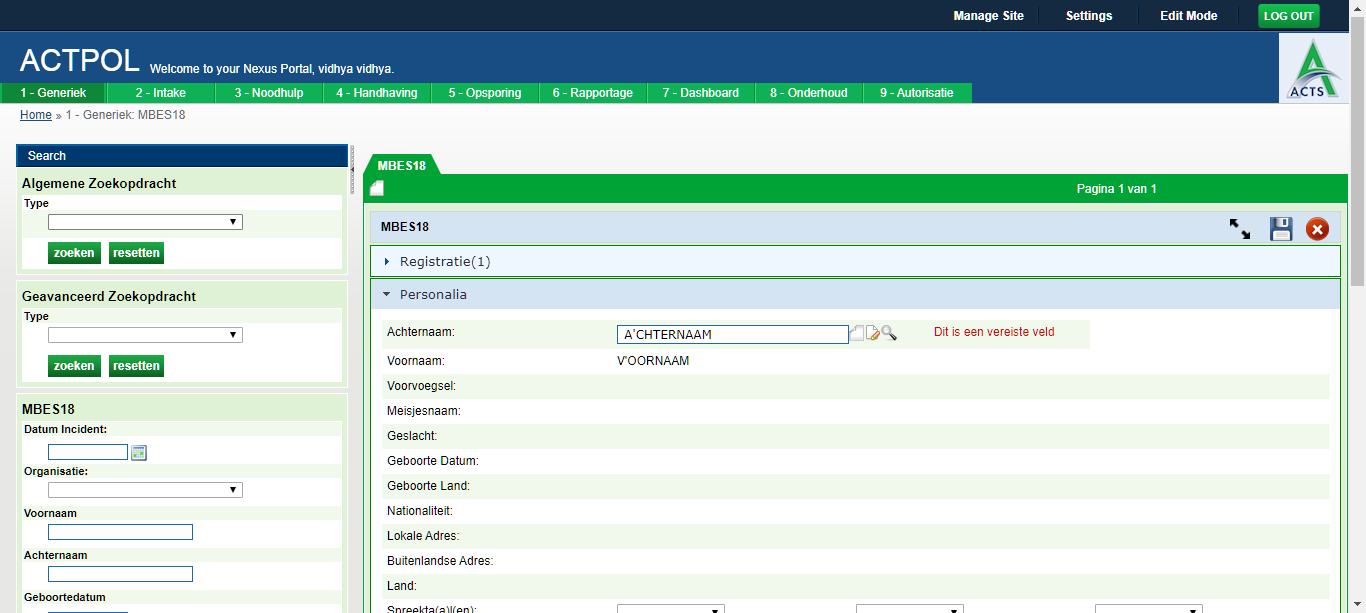 Manage Site Settings Edit Mode LOG OUT
ACTPOL Welcome to your Nexus Portal, vidhya vidhya.
ACTS
1 - Generiek 2 - Intake 3 - Noodhulp 4 - Handhaving 5 - Opsporing 6 - Rapportage 7 - Dashboard 8 - Onderhoud 9 - Autorisatie
Home » 1 - Generiek: MBES18
Search
Algemene Zoekopdracht
Type
zoeken resetten
Geavanceerd Zoekopdracht
Type
zoeken resetten
MBES18
Datum Incident:
Organisatie:
Voornaam
Achternaam
Geboortedatum
MBES18
Pagina 1 van 1
MBES18
Registratie(1)
Personalia
Achternaam: A'CHTERNAAM Dit is een vereiste veld
Voornaam: V'OORNAAM
Voorvoegsel:
Meisjesnaam:
Geslacht:
Geboorte Datum:
Geboorte Land:
Nationaliteit:
Lokale Adres:
Buitenlandse Adres:
Land:
Spreekta(a)l(en):